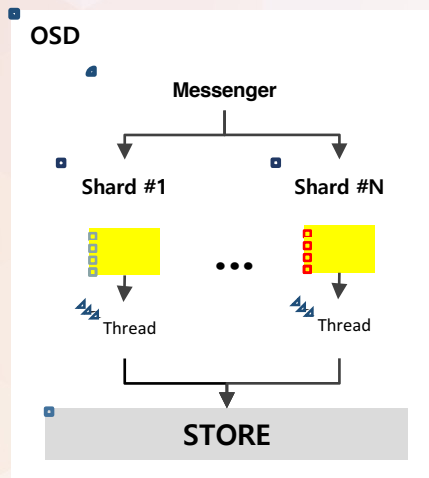 OSD
Messenger
Shard #1
Shard #N
...
Thread
Thread
STORE